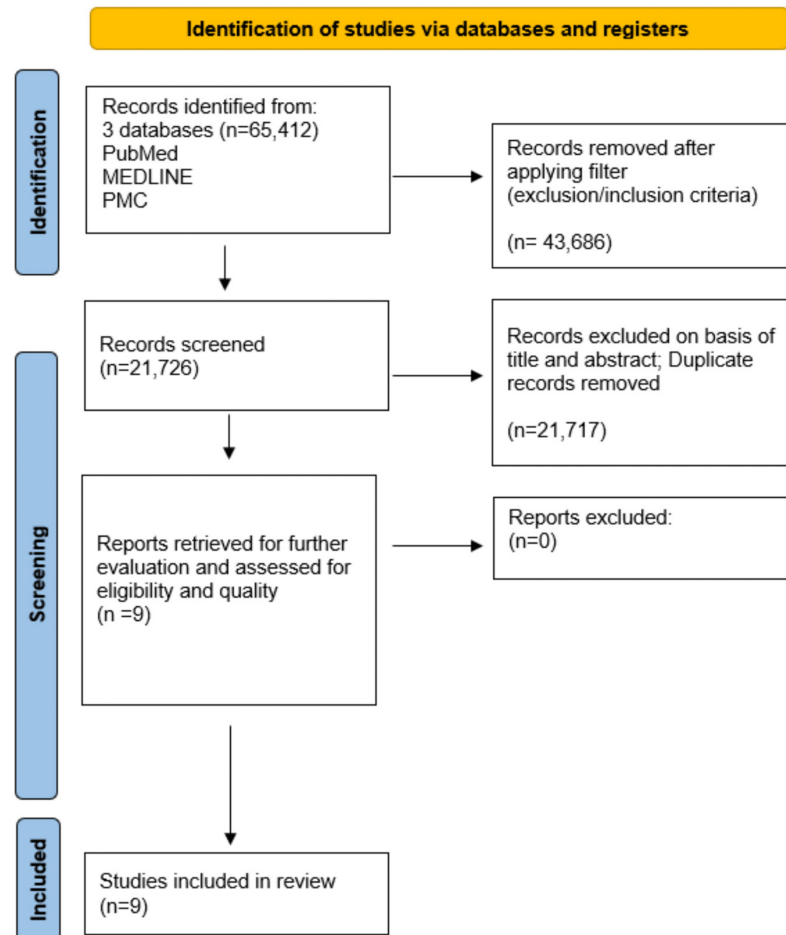 Identification of studies via databases and registers
Identification
Records identified from:
3 databases (n=65,412)
PubMed
MEDLINE
PMC
Records removed after
applying filter
(exclusion/inclusion criteria)
(n= 43,686)
Screening
Records screened
(n=21,726)
Records excluded on basis of
title and abstract; Duplicate
records removed
(n=21,717)
Reports retrieved for further
evaluation and assessed for
eligibility and quality
(n =9)
Reports excluded:
(n=0)
Included
Studies included in review
(n=9)